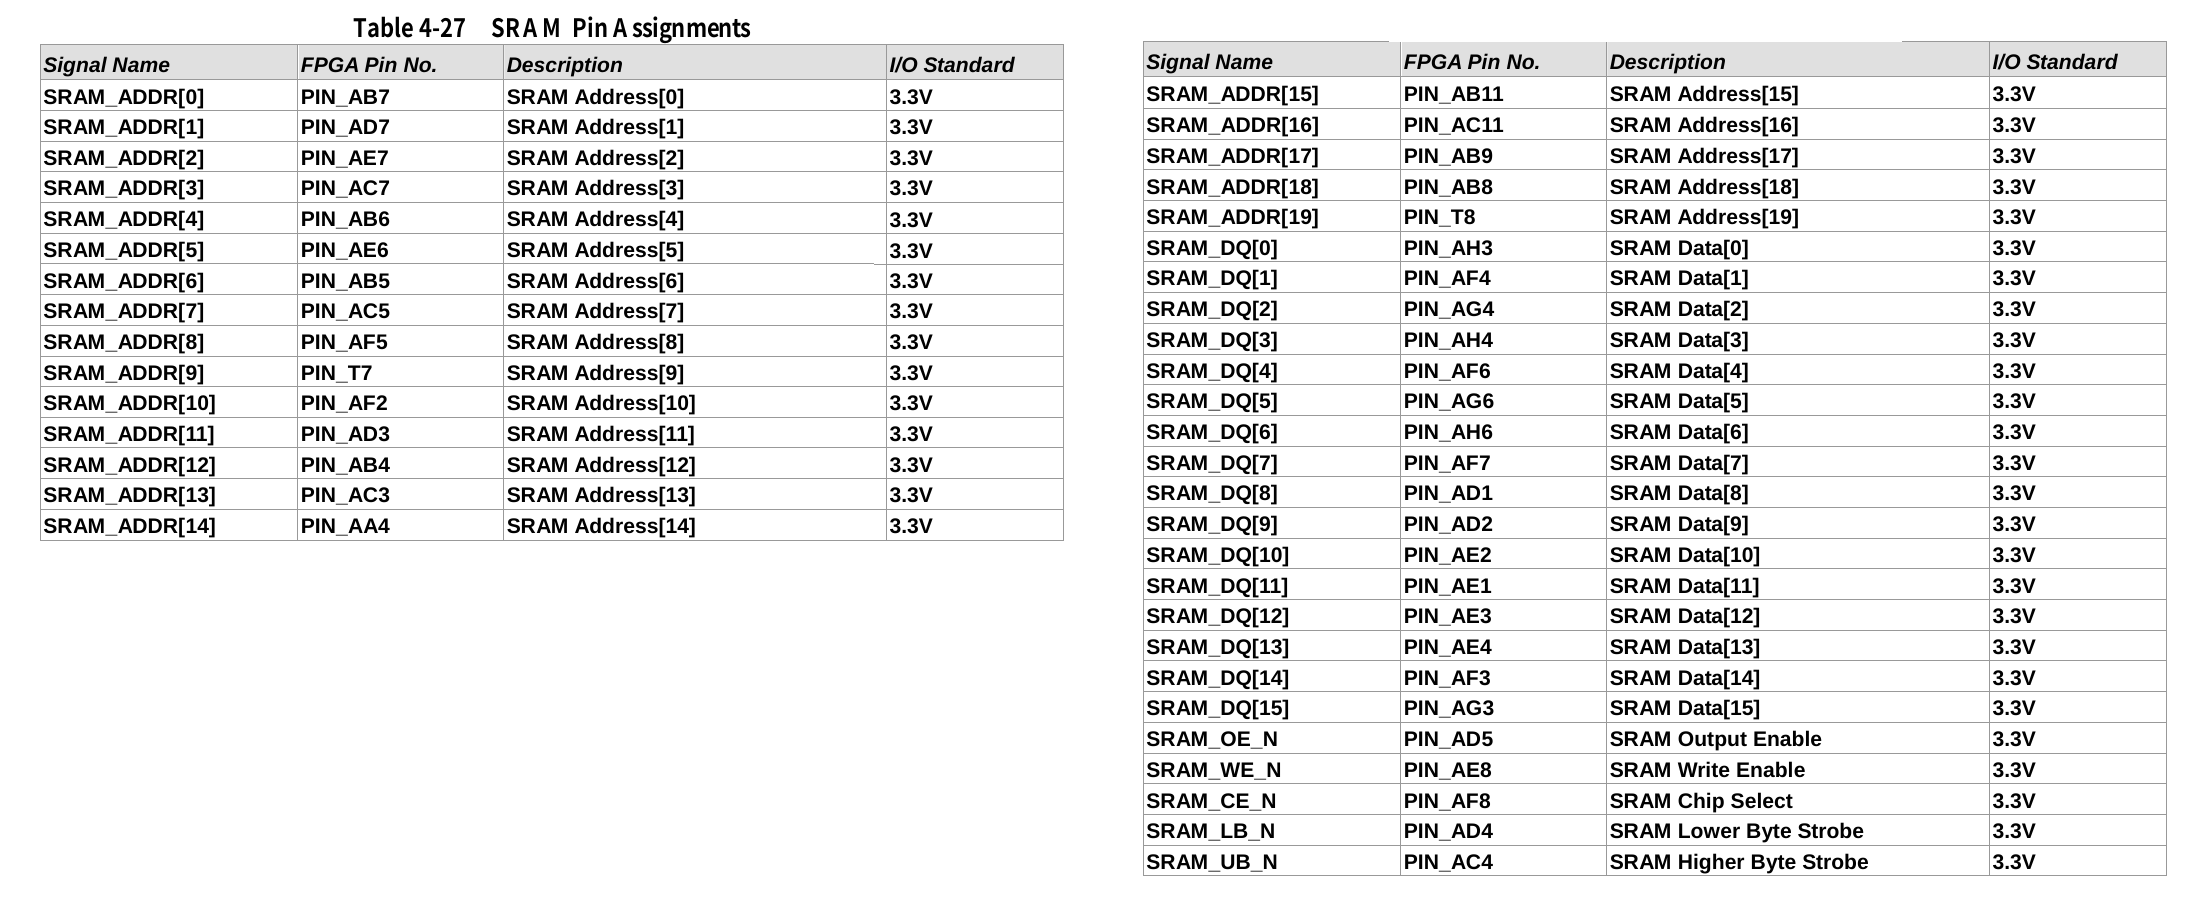 Table 4-27 SRAM Pin Assignments
Signal Name FPGA Pin No. Description I/O Standard
SRAM_ADDR[0] PIN_AB7 SRAM Address[0] 3.3V
SRAM_ADDR[1] PIN_AD7 SRAM Address[1] 3.3V
SRAM_ADDR[2] PIN_AE7 SRAM Address[2] 3.3V
SRAM_ADDR[3] PIN_AC7 SRAM Address[3] 3.3V
SRAM_ADDR[4] PIN_AB6 SRAM Address[4] 3.3V
SRAM_ADDR[5] PIN_AE6 SRAM Address[5] 3.3V
SRAM_ADDR[6] PIN_AB5 SRAM Address[6] 3.3V
SRAM_ADDR[7] PIN_AC5 SRAM Address[7] 3.3V
SRAM_ADDR[8] PIN_AF5 SRAM Address[8] 3.3V
SRAM_ADDR[9] PIN_T7 SRAM Address[9] 3.3V
SRAM_ADDR[10] PIN_AF2 SRAM Address[10] 3.3V
SRAM_ADDR[11] PIN_AD3 SRAM Address[11] 3.3V
SRAM_ADDR[12] PIN_AB4 SRAM Address[12] 3.3V
SRAM_ADDR[13] PIN_AC3 SRAM Address[13] 3.3V
SRAM_ADDR[14] PIN_AA4 SRAM Address[14] 3.3V
Signal Name FPGA Pin No. Description I/O Standard
SRAM_ADDR[15] PIN_AB11 SRAM Address[15] 3.3V
SRAM_ADDR[16] PIN_AC11 SRAM Address[16] 3.3V
SRAM_ADDR[17] PIN_AB9 SRAM Address[17] 3.3V
SRAM_ADDR[18] PIN_AB8 SRAM Address[18] 3.3V
SRAM_ADDR[19] PIN_T8 SRAM Address[19] 3.3V
SRAM_DQ[0] PIN_AH3 SRAM Data[0] 3.3V
SRAM_DQ[1] PIN_AF4 SRAM Data[1] 3.3V
SRAM_DQ[2] PIN_AG4 SRAM Data[2] 3.3V
SRAM_DQ[3] PIN_AH4 SRAM Data[3] 3.3V
SRAM_DQ[4] PIN_AF6 SRAM Data[4] 3.3V
SRAM_DQ[5] PIN_AG6 SRAM Data[5] 3.3V
SRAM_DQ[6] PIN_AH6 SRAM Data[6] 3.3V
SRAM_DQ[7] PIN_AF7 SRAM Data[7] 3.3V
SRAM_DQ[8] PIN_AD1 SRAM Data[8] 3.3V
SRAM_DQ[9] PIN_AD2 SRAM Data[9] 3.3V
SRAM_DQ[10] PIN_AE2 SRAM Data[10] 3.3V
SRAM_DQ[11] PIN_AE1 SRAM Data[11] 3.3V
SRAM_DQ[12] PIN_AE3 SRAM Data[12] 3.3V
SRAM_DQ[13] PIN_AE4 SRAM Data[13] 3.3V
SRAM_DQ[14] PIN_AF3 SRAM Data[14] 3.3V
SRAM_DQ[15] PIN_AG3 SRAM Data[15] 3.3V
SRAM_OE_N PIN_AD5 SRAM Output Enable 3.3V
SRAM_WE_N PIN_AE8 SRAM Write Enable 3.3V
SRAM_CE_N PIN_AF8 SRAM Chip Select 3.3V
SRAM_LB_N PIN_AD4 SRAM Lower Byte Strobe 3.3V
SRAM_UB_N PIN_AC4 SRAM Higher Byte Strobe 3.3V